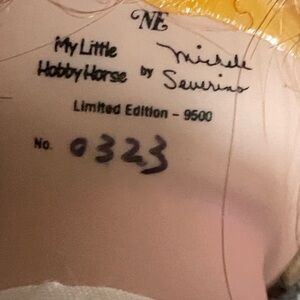 NE
My Little Michele
Hobby Horse by Severino
Limited Edition - 9500
No. 0323